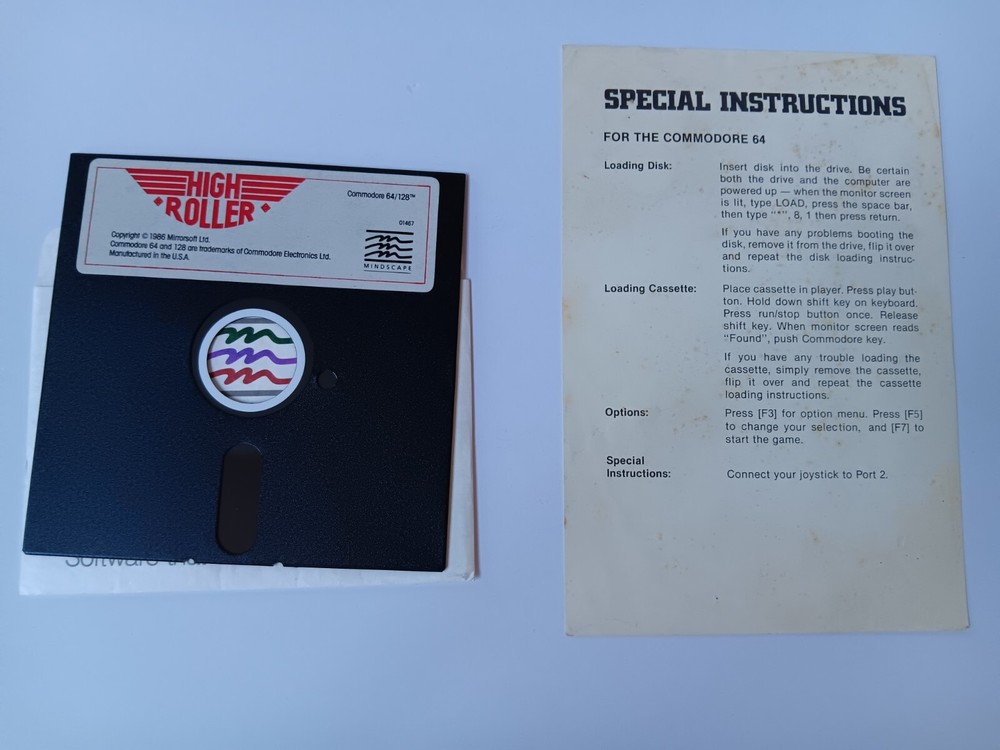 HIGH
ROLLER
Commodore 64/128™
01467
Copyright © 1986 Mirrorsoft Ltd.
Commodore 64 and 128 are trademarks of Commodore Electronics Ltd.
Manufactured in the U.S.A.
MINDSCAPE
Software
SPECIAL INSTRUCTIONS
FOR THE COMMODORE 64
Loading Disk: Insert disk into the drive. Be certain
both the drive and the computer are
powered up — when the monitor screen
is lit, type LOAD, press the space bar,
then type "*", 8, 1 then press return.
If you have any problems booting the
disk, remove it from the drive, flip it over
and repeat the disk loading instruc-
tions.
Loading Cassette: Place cassette in player. Press play but-
ton. Hold down shift key on keyboard.
Press run/stop button once. Release
shift key. When monitor screen reads
"Found", push Commodore key.
If you have any trouble loading the
cassette, simply remove the cassette,
flip it over and repeat the cassette
loading instructions.
Options: Press [F3] for option menu. Press [F5]
to change your selection, and [F7] to
start the game.
Special
Instructions: Connect your joystick to Port 2.